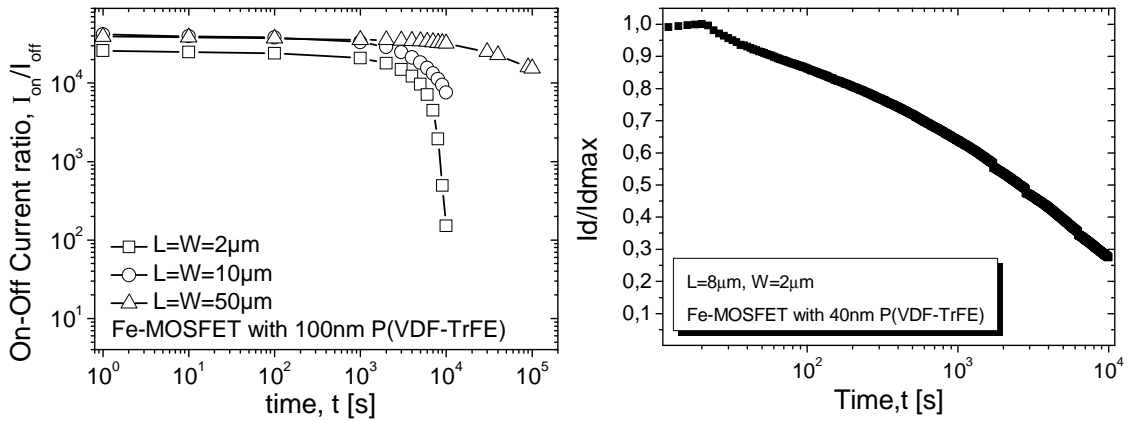 On-Off Current ratio, I_on/I_off
10^4
10^3
10^2
10^1
L=W=2μm
L=W=10μm
L=W=50μm
Fe-MOSFET with 100nm P(VDF-TrFE)
10^0 10^1 10^2 10^3 10^4 10^5
time, t [s]
Id/Idmax
1,0
0,9
0,8
0,7
0,6
0,5
0,4
0,3
0,2
0,1
L=8μm, W=2μm
Fe-MOSFET with 40nm P(VDF-TrFE)
10^2 10^3 10^4
Time,t [s]